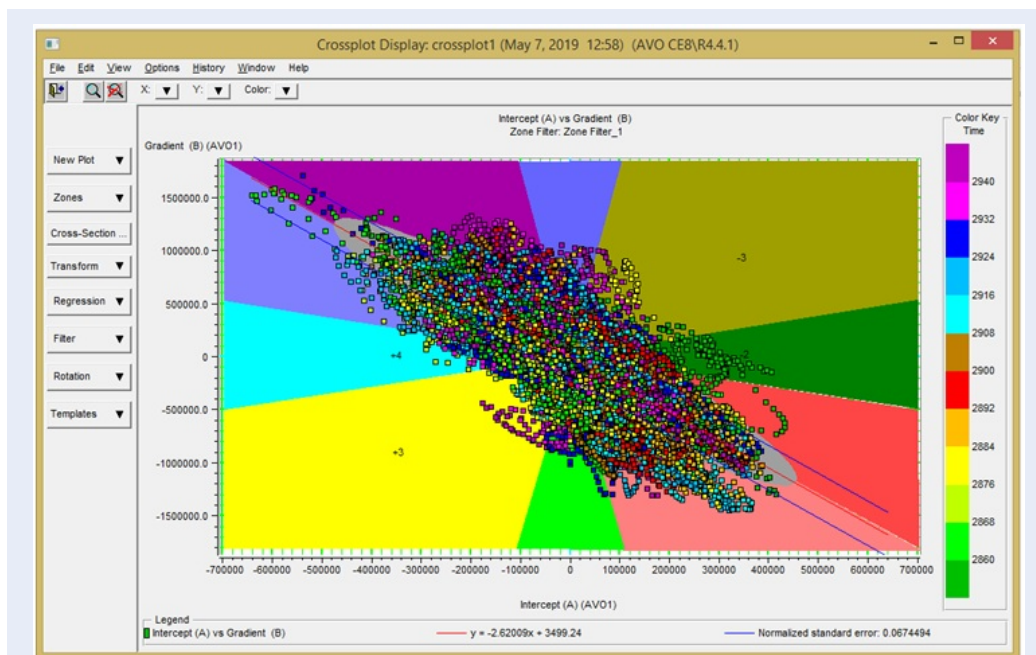 Crossplot Display: crossplot1 (May 7, 2019 12:58) (AVO CE8\R4.4.1)
File Edit View Options History Window Help
X: Y: Color:
New Plot
Zones
Cross-Section ...
Transform
Regression
Filter
Rotation
Templates
Intercept (A) vs Gradient (B)
Zone Filter: Zone Filter_1
Gradient (B) (AVO1)
1500000.0
1000000.0
500000.0
0
-500000.0
-1000000.0
-1500000.0
-3
+4
+3
-700000 -600000 -500000 -400000 -300000 -200000 -100000 0 100000 200000 300000 400000 500000 600000 700000
Intercept (A) (AVO1)
Color Key
Time
2940
2932
2924
2916
2908
2900
2892
2884
2876
2868
2860
Legend
Intercept (A) vs Gradient (B) y = -2.62009x + 3499.24 Normalized standard error: 0.0674494